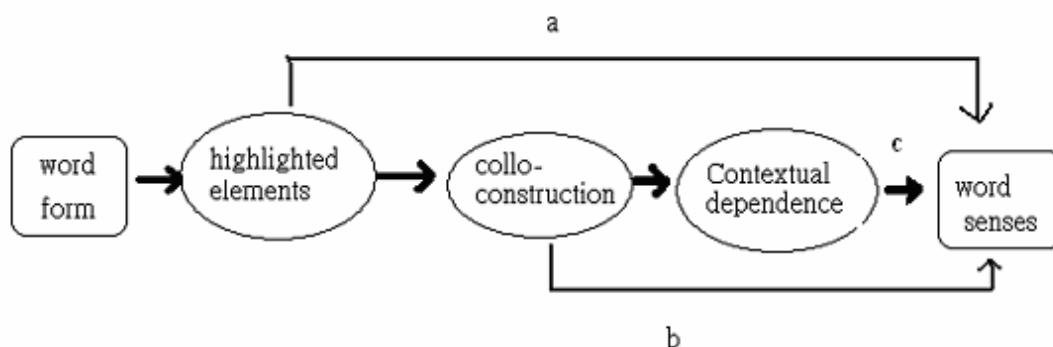 a
word
form
highlighted
elements
collo-
construction
Contextual
dependence
c
word
senses
b